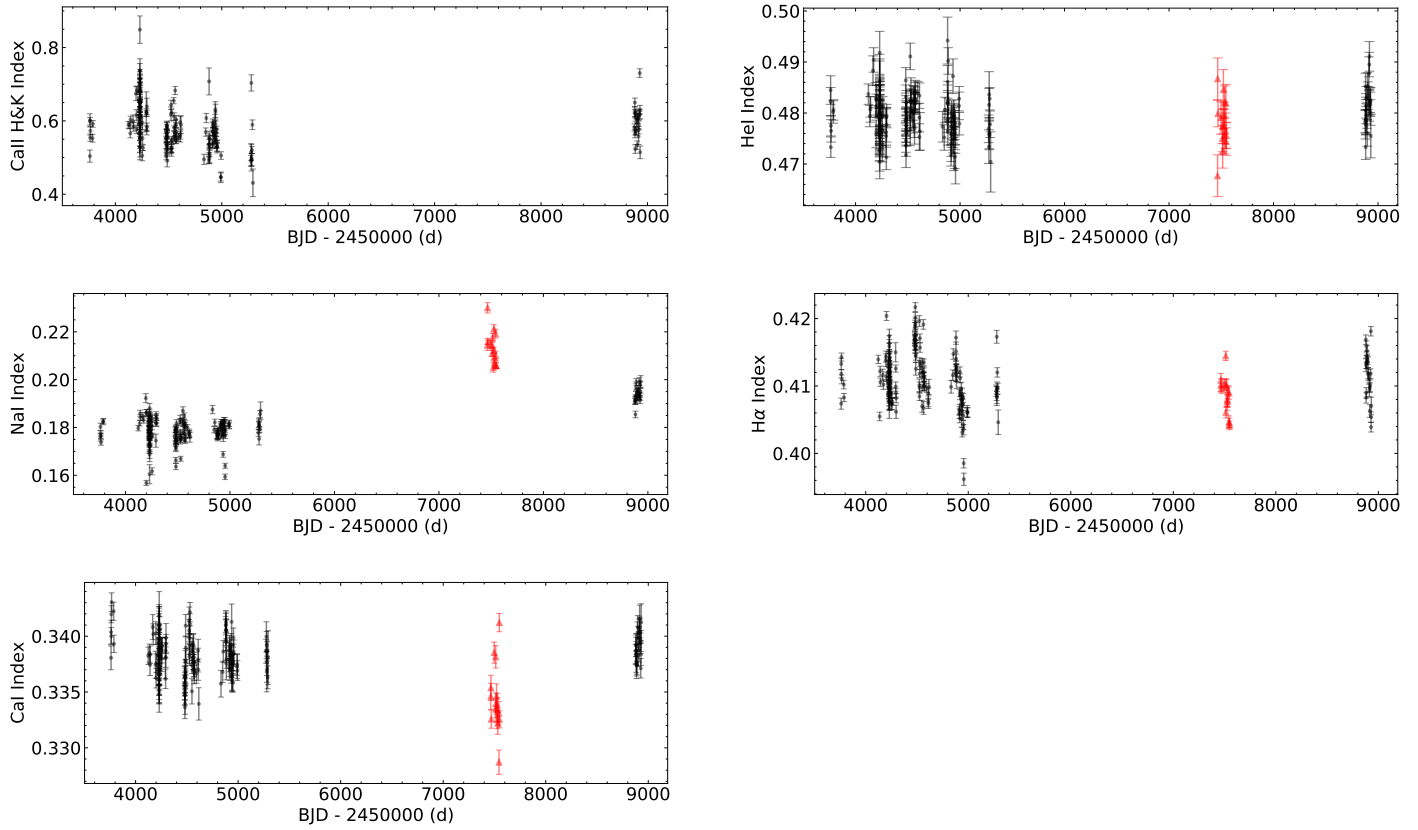 CaII H&K Index
0.8
0.6
0.4
4000 5000 6000 7000 8000 9000
BJD - 2450000 (d)
HeI Index
0.50
0.49
0.48
0.47
4000 5000 6000 7000 8000 9000
BJD - 2450000 (d)
NaI Index
0.22
0.20
0.18
0.16
4000 5000 6000 7000 8000 9000
BJD - 2450000 (d)
Hα Index
0.42
0.41
0.40
4000 5000 6000 7000 8000 9000
BJD - 2450000 (d)
CaI Index
0.340
0.335
0.330
4000 5000 6000 7000 8000 9000
BJD - 2450000 (d)